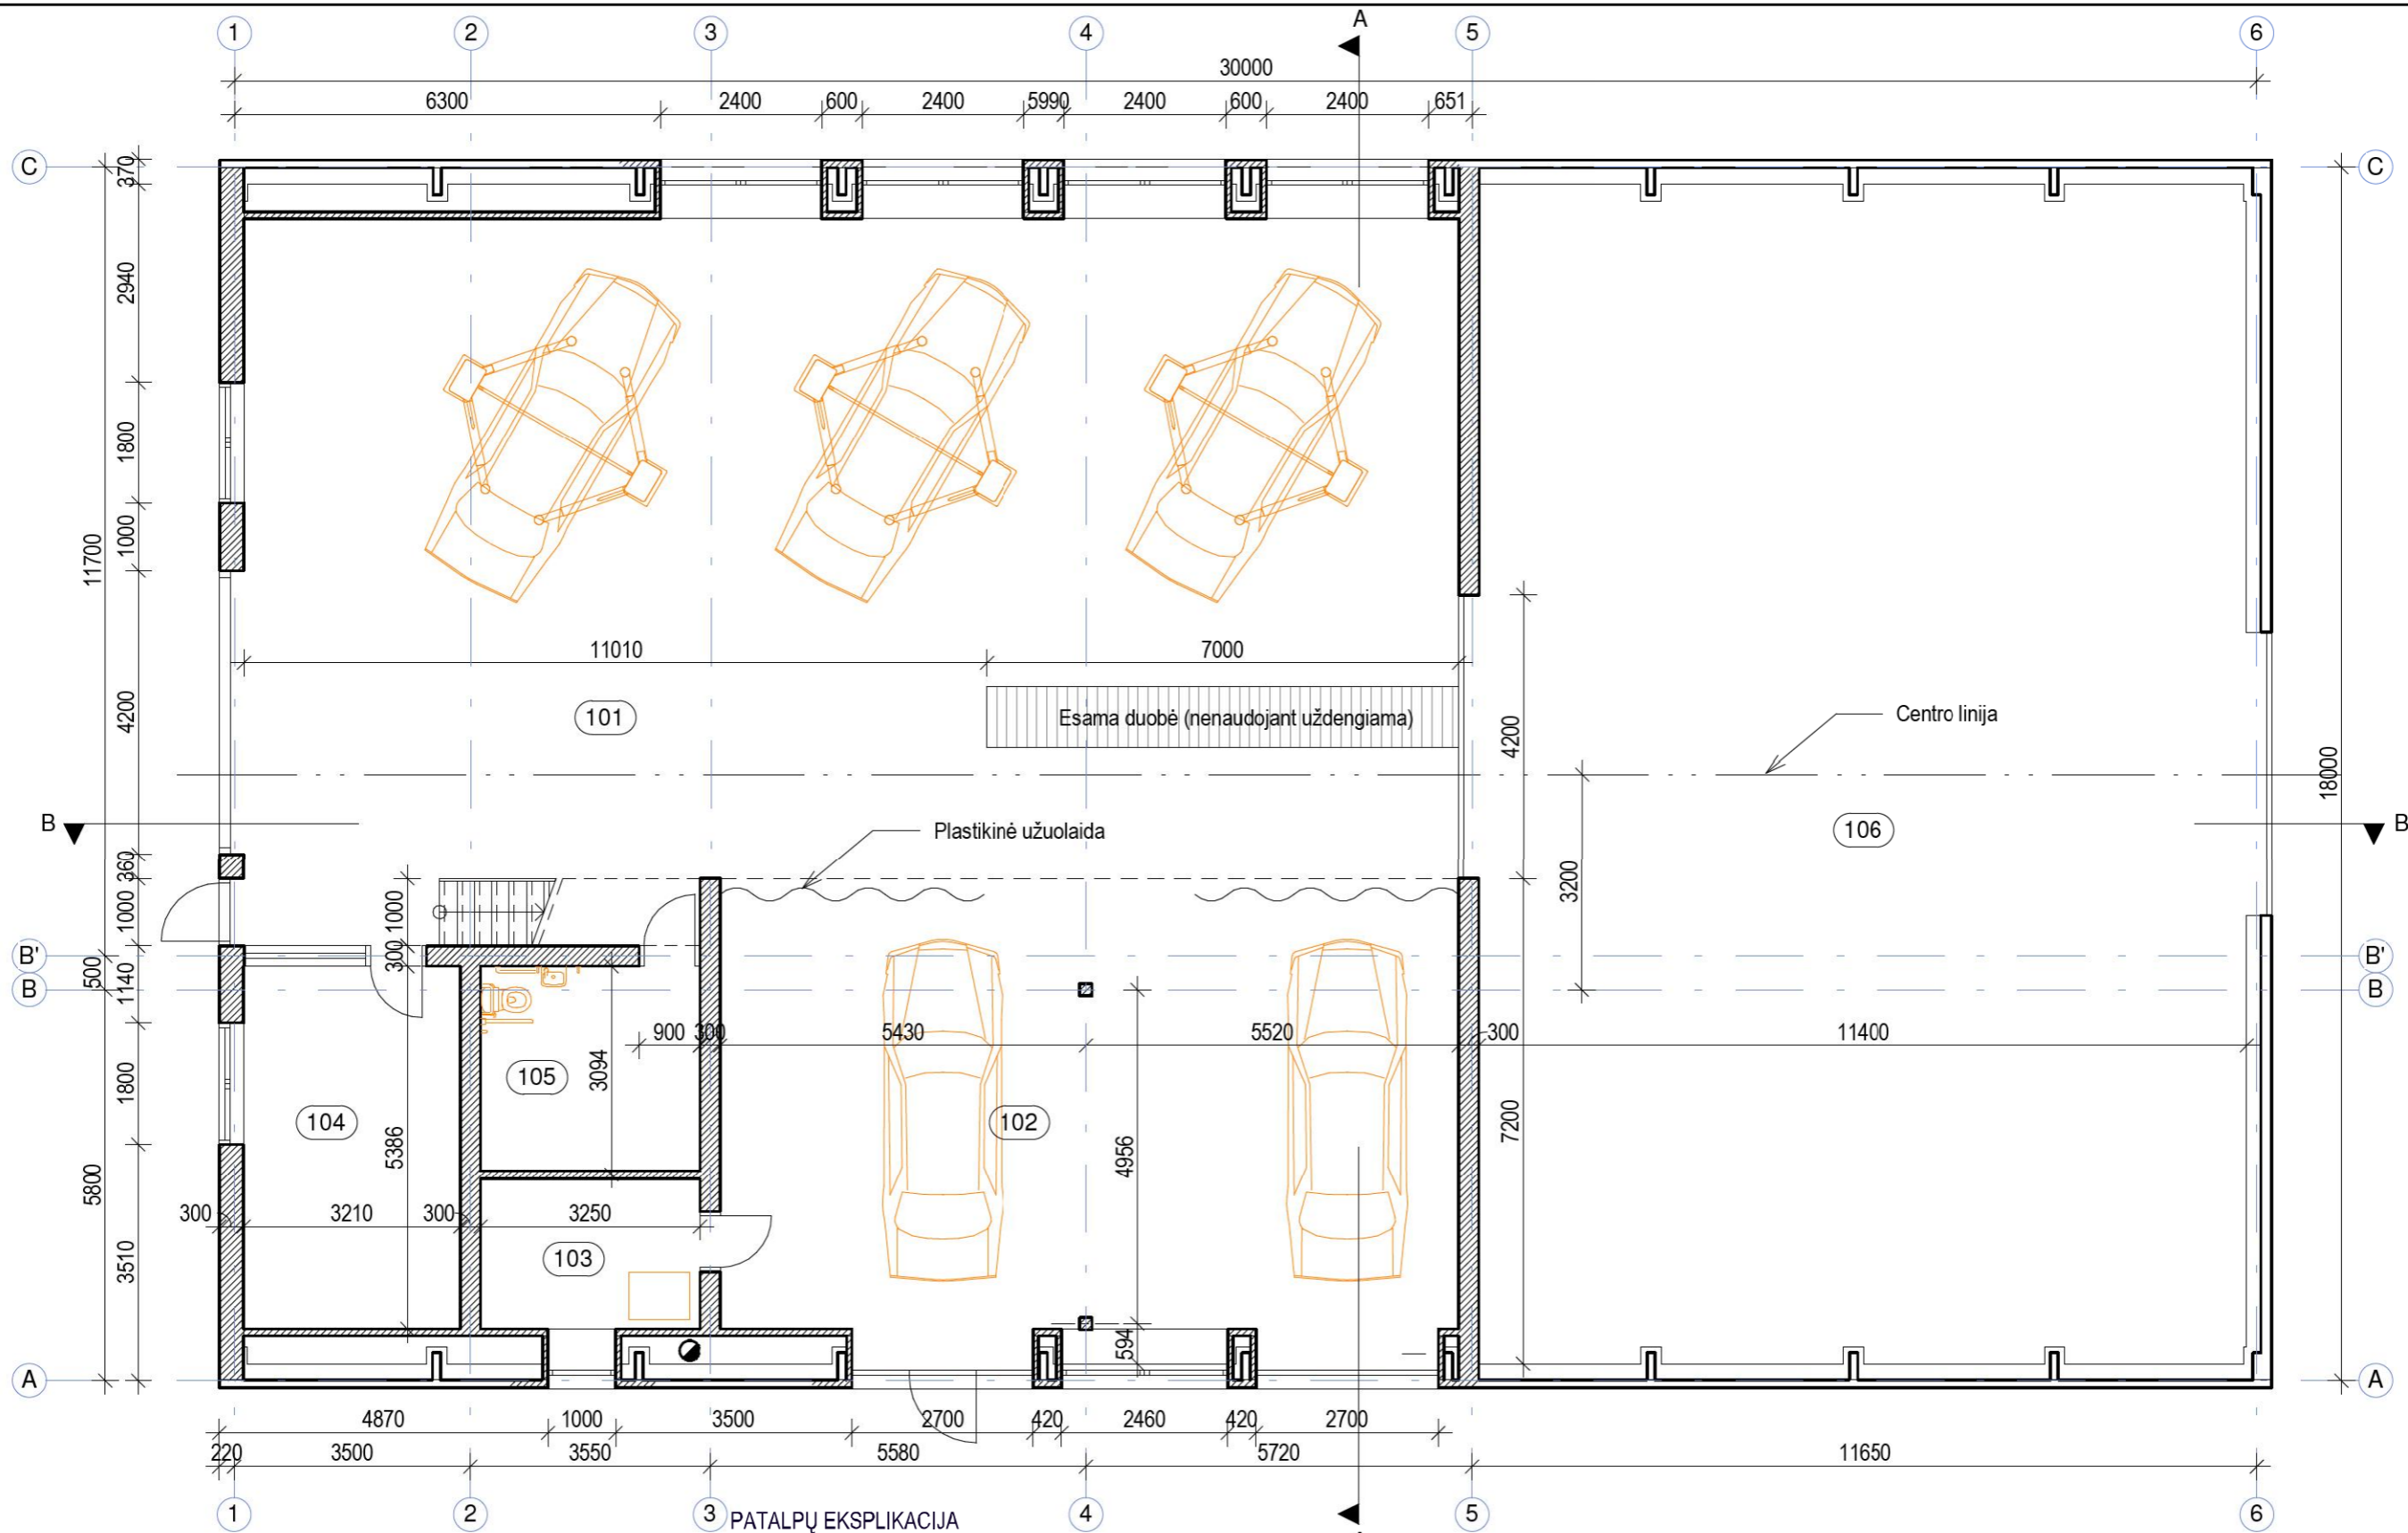 1 2 3 4 A 5 6
30000
6300 2400 600 2400 5990 2400 600 2400 651
C 370 C
2940
1800
1000
11700
11010 7000
4200
101
Esama duobė (nenaudojant uždengiama)
4200
Centro linija
18000
B Plastikinė užuolaida 106 B
360
3200
1000 1000
B' 300 B'
500
B 1140 B
900 300 5430 5520 300 11400
105 3094
1800
104 102
5386 4956 7200
5800
300 3210 300 3250
103
3510
594
A A
4870 1000 3500 2700 420 2460 420 2700
220 3500 3550 5580 5720 11650
1 2 3 4 5 6
PATALPŲ EKSPLIKACIJA